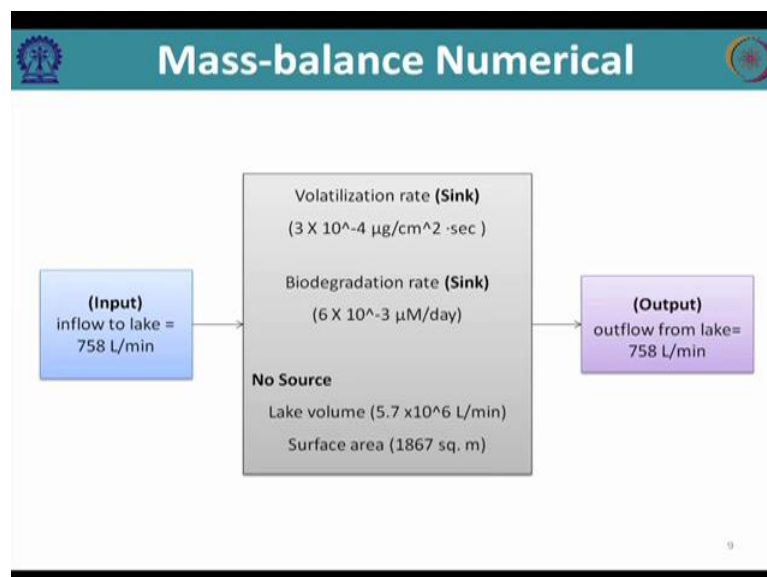 Mass-balance Numerical
(Input)
inflow to lake =
758 L/min
Volatilization rate (Sink)
(3 X 10^-4 µg/cm^2 ·sec )
Biodegradation rate (Sink)
(6 X 10^-3 µM/day)
No Source
Lake volume (5.7 x10^6 L/min)
Surface area (1867 sq. m)
(Output)
outflow from lake=
758 L/min
9